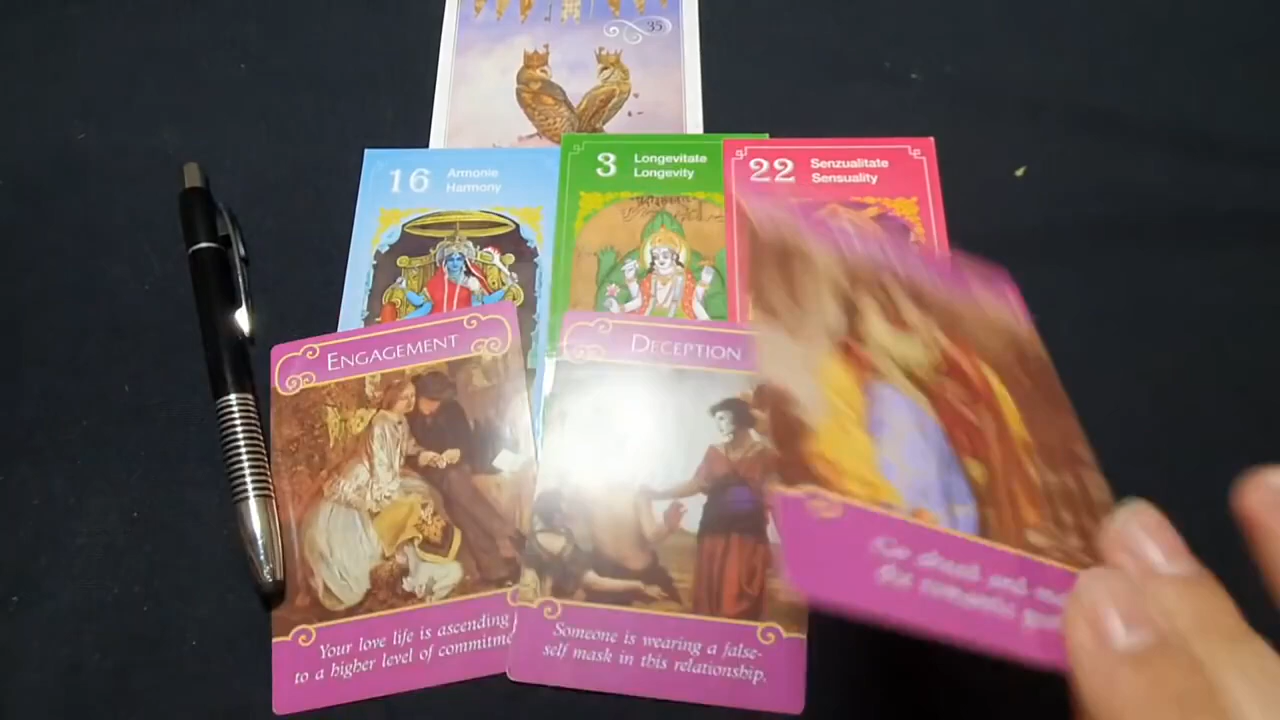 35
16 Armonie
Harmony
3 Longevitate
Longevity
22 Senzualitate
Sensuality
ENGAGEMENT
DECEPTION
Your love life is ascending
to a higher level of
Someone is wearing a false-
self mask in this relationship.